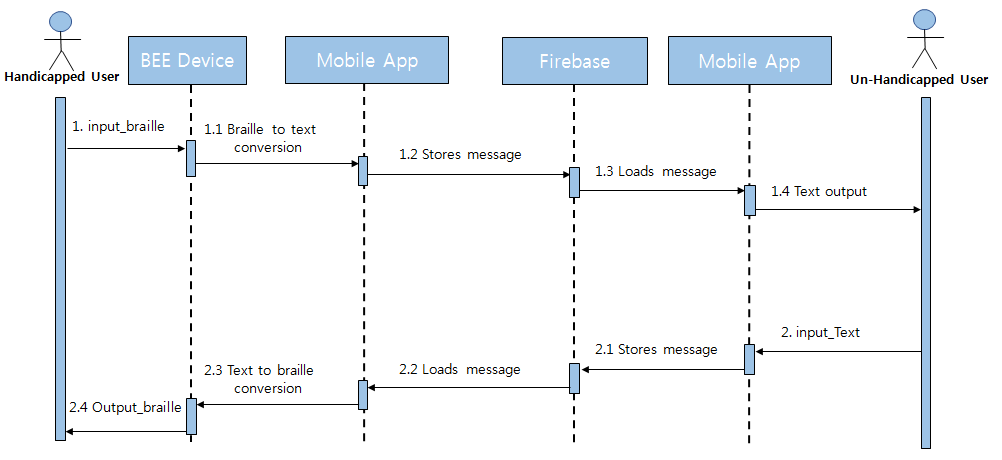 BEE Device
Mobile App
Firebase
Mobile App
Handicapped User
Un-Handicapped User
1. input_braille
1.1 Braille to text
conversion
1.2 Stores message
1.3 Loads message
1.4 Text output
2. input_Text
2.1 Stores message
2.2 Loads message
2.3 Text to braille
conversion
2.4 Output_braille